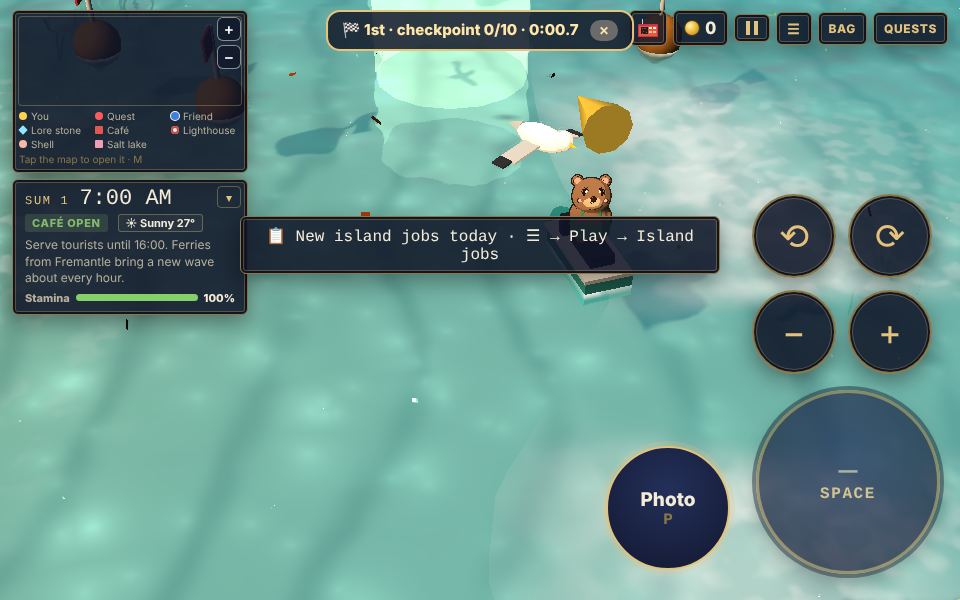 🏁 1st · checkpoint 0/10 · 0:00.7 ×
0
☰
BAG
QUESTS
+
−
You
Quest
Friend
Lore stone
Café
Lighthouse
Shell
Salt lake
Tap the map to open it · M
SUM 1 7:00 AM ▼
CAFÉ OPEN
☀ Sunny 27°
Serve tourists until 16:00. Ferries
from Fremantle bring a new wave
about every hour.
Stamina 100%
📋 New island jobs today · ☰ → Play → Island
jobs
⟲ ⟳
− +
Photo
P
SPACE